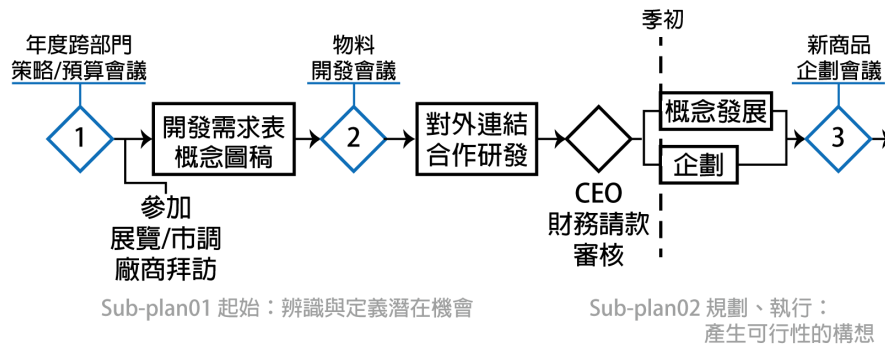 年度跨部門
策略/預算會議
1
開發需求表
概念圖稿
參加
展覽/市調
廠商拜訪
物料
開發會議
2
對外連結
合作研發
CEO
財務請款
審核
季初
概念發展
企劃
新商品
企劃會議
3
Sub-plan01 起始：辨識與定義潛在機會
Sub-plan02 規劃、執行：
產生可行性的構想